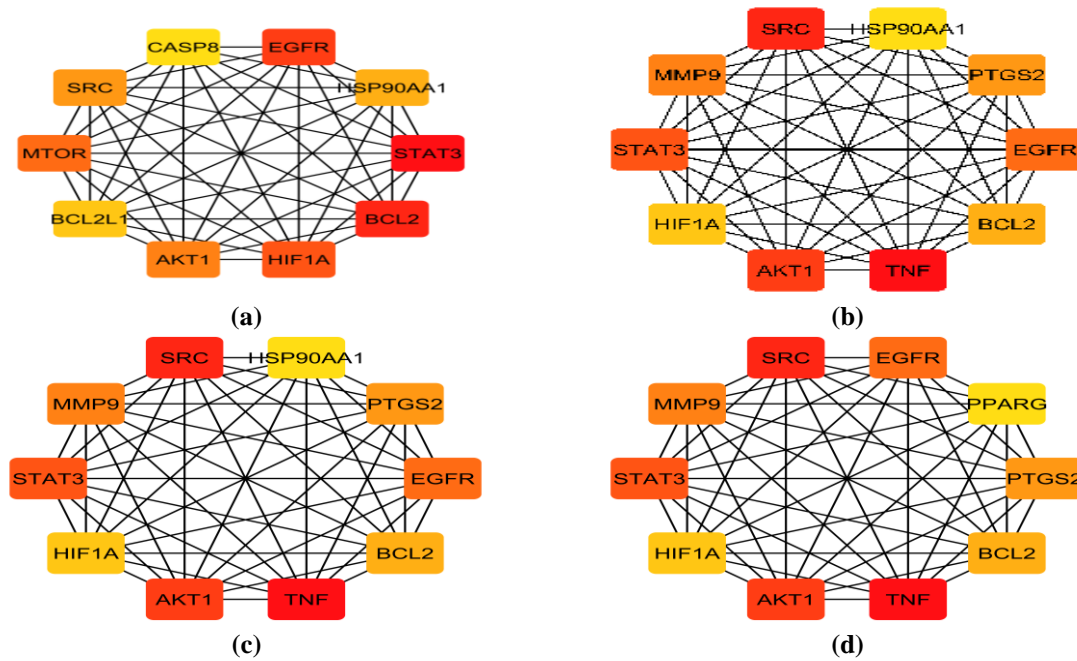 CASP8 EGFR
SRC HSP90AA1
MTOR STAT3
BCL2L1 BCL2
AKT1 HIF1A
(a)
SRC HSP90AA1
MMP9 PTGS2
STAT3 EGFR
HIF1A BCL2
AKT1 TNF
(b)
SRC HSP90AA1
MMP9 PTGS2
STAT3 EGFR
HIF1A BCL2
AKT1 TNF
(c)
SRC EGFR
MMP9 PPARG
STAT3 PTGS2
HIF1A BCL2
AKT1 TNF
(d)